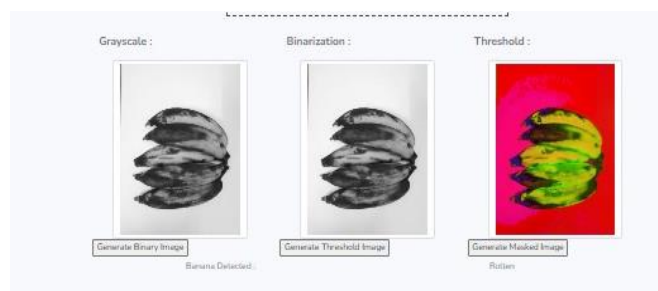 Grayscale :
Binarization :
Threshold :
Generate Binary Image
Generate Threshold Image
Generate Masked Image
Banana Detected :
Rotten